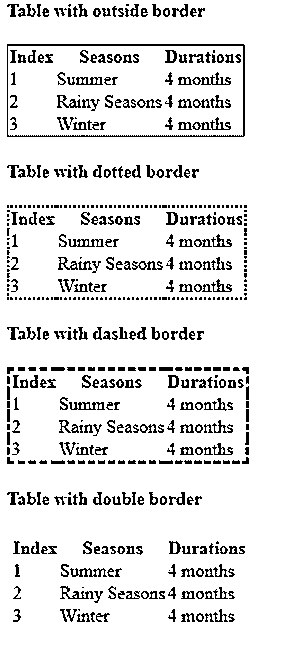 Table with outside border
Index Seasons Durations
1 Summer 4 months
2 Rainy Seasons 4 months
3 Winter 4 months
Table with dotted border
Index Seasons Durations
1 Summer 4 months
2 Rainy Seasons 4 months
3 Winter 4 months
Table with dashed border
Index Seasons Durations
1 Summer 4 months
2 Rainy Seasons 4 months
3 Winter 4 months
Table with double border
Index Seasons Durations
1 Summer 4 months
2 Rainy Seasons 4 months
3 Winter 4 months